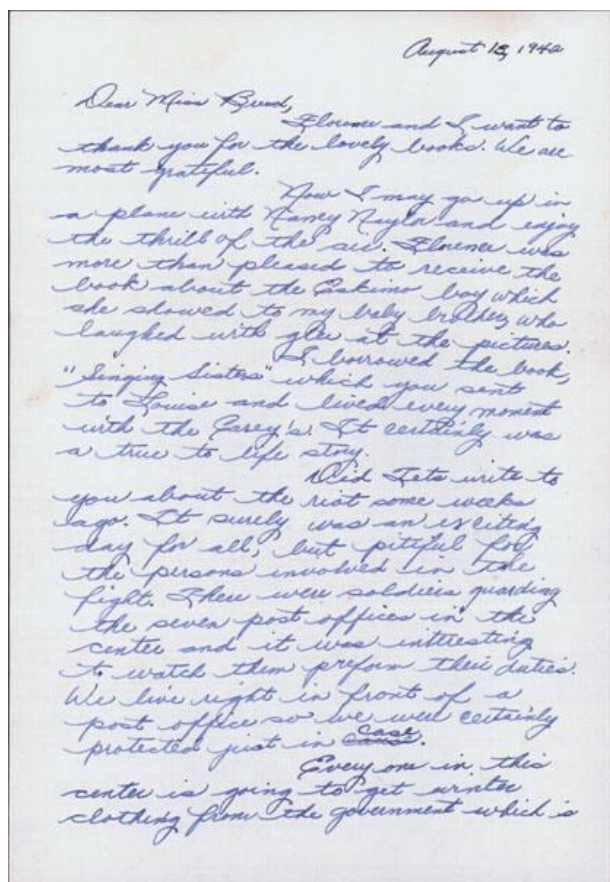 August 13, 1942
Dear Miss Breed,
Florence and I want to
thank you for the lovely books. We are
most grateful.
Now I may go up in
a plane with Nancy Naylor and enjoy
the thrill of the air. Florence was
more than pleased to receive the
book about the Eskimo boy which
she showed to my baby brothers who
laughed with glee at the pictures.
I borrowed the book,
"Singing Sisters" which you sent
to Louise and lived every moment
with the Carey's. It certainly was
a true to life story.
Did Tets write to
you about the riot some weeks
ago. It surely was an exciting
day for all, but pitiful for
the persons involved in the
fight. There were soldiers guarding
the seven post offices in the
center and it was interesting
to watch them preform their duties.
We live right in front of a
post office so we were certainly
protected just in case.
Every one in this
center is going to get winter
clothing from the government which is